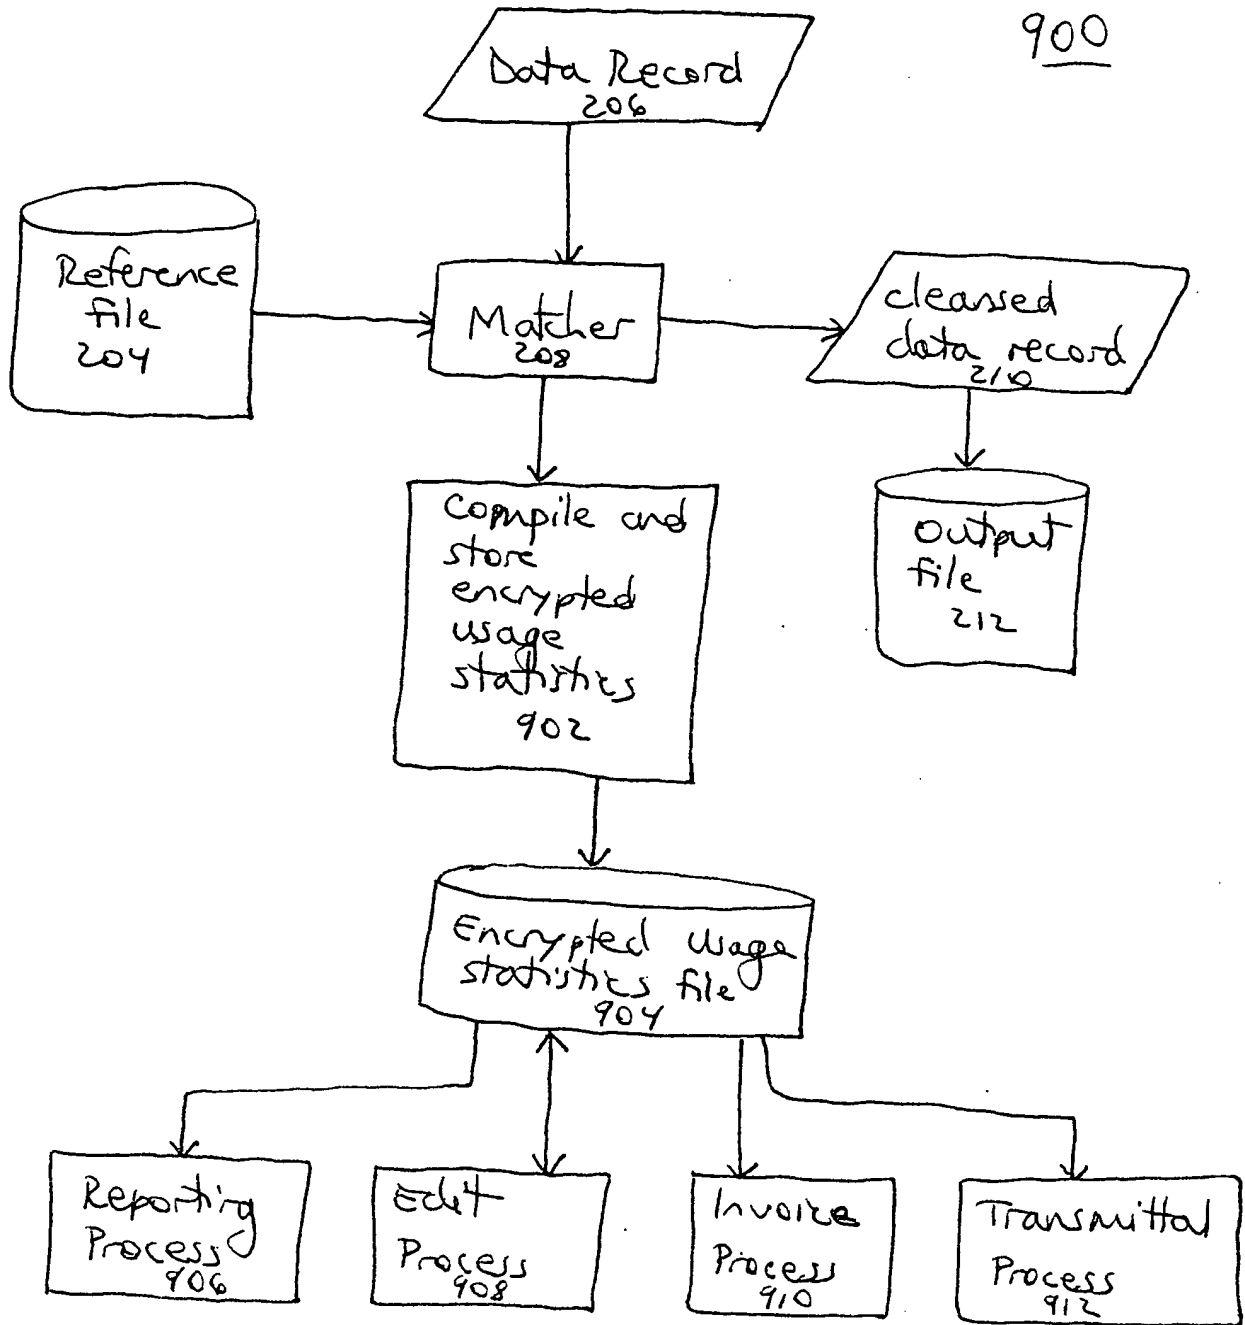 900
Data Record
206
Reference
file
204
Matcher
208
cleansed
data record
210
Compile and
store
encrypted
usage
statistics
902
output
file
212
Encrypted usage
statistics file
904
Reporting
Process
906
Edit
Process
908
Invoice
Process
910
Transmittal
Process
912